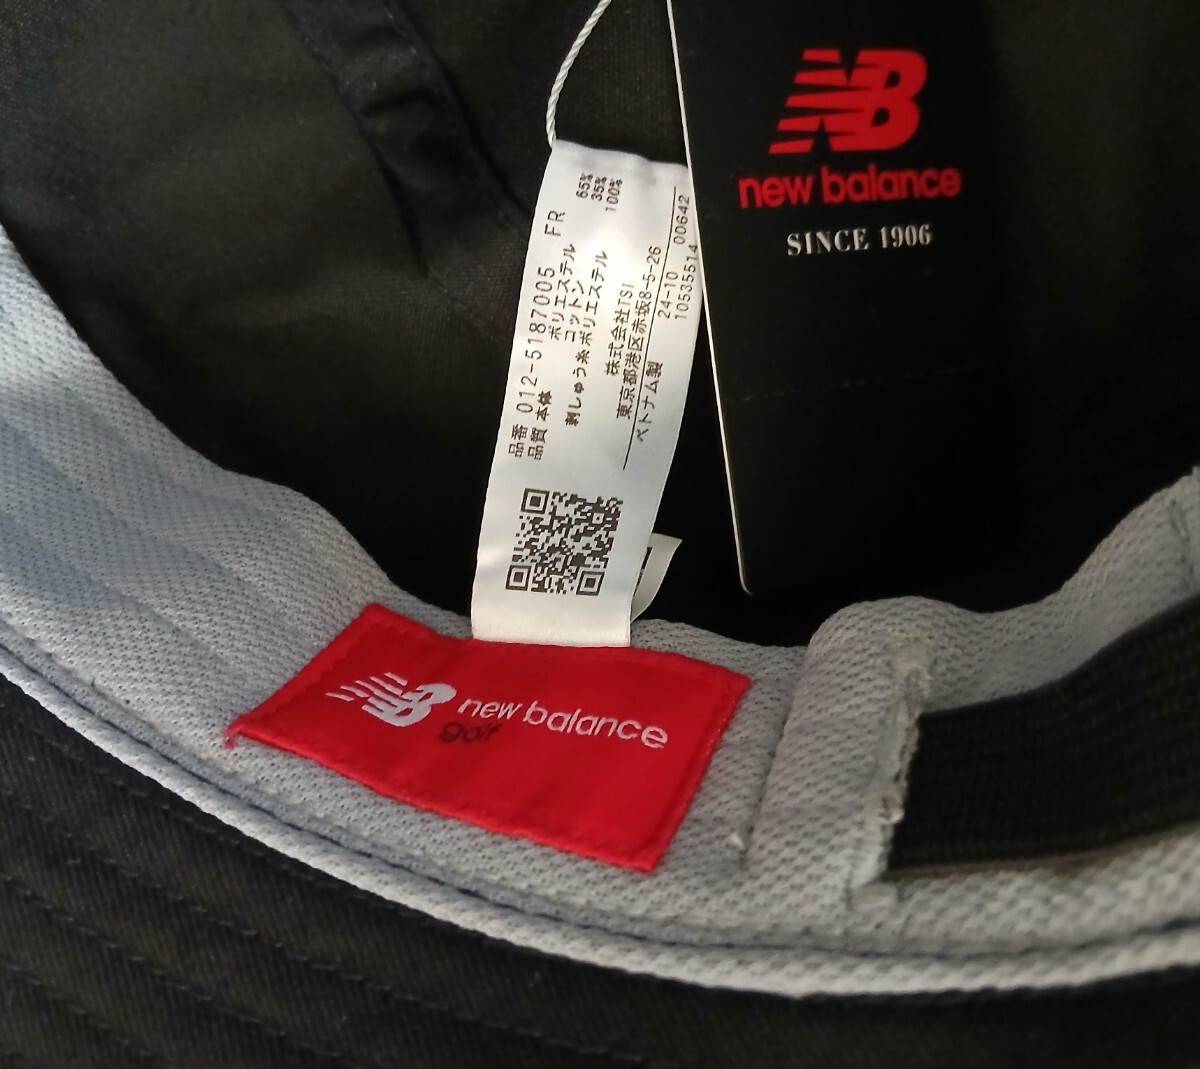 NB
new balance
SINCE 1906
品番 012-5187005 FR
品質 本体 ポリエステル 65%
コットン 35%
刺しゅう糸ポリエステル 100%
株式会社TSI
東京都港区赤坂8-5-26
ベトナム製 24-10 00642
10535514
NB new balance
golf